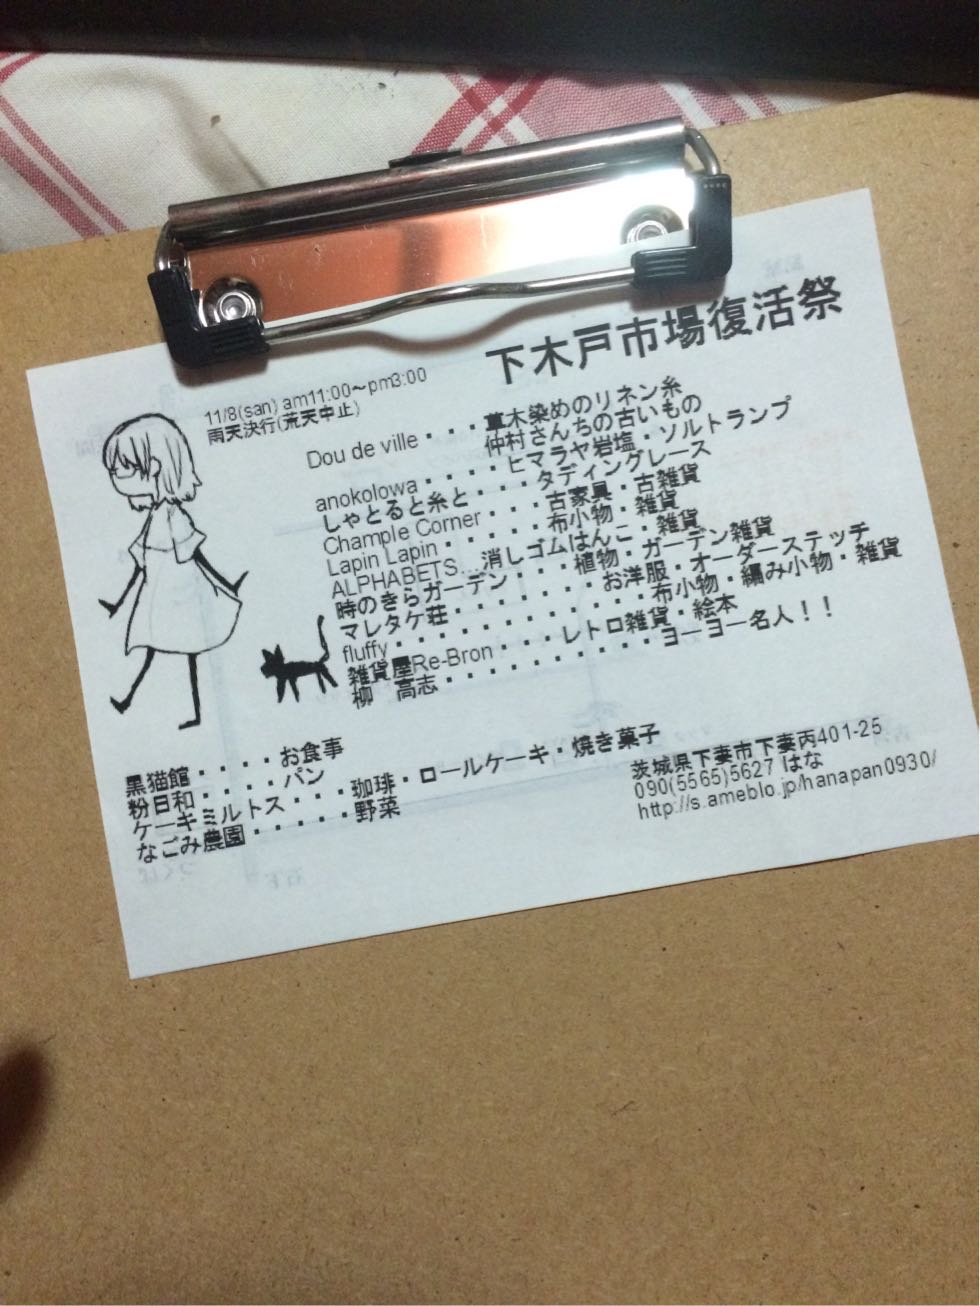 下木戸市場復活祭
11/8(san) am11:00～pm3:00
雨天決行(荒天中止)
Dou de ville・・・草木染めのリネン糸
仲村さんちの古いもの
anokolowa・・・・ヒマラヤ岩塩・ソルトランプ
しゃとると糸と・・・・タディングレース
Chample Corner・・・・古家具・古雑貨
Lapin Lapin・・・・布小物・雑貨
ALPHABETS...消しゴムはんこ・雑貨
時のきらガーデン・・・植物・ガーデン雑貨
マレタケ荘・・・・・・・お洋服・オーダーステッチ
fluffy・・・・・・・・・・・布小物・編み小物・雑貨
雑貨屋Re-Bron・・・・レトロ雑貨・絵本
柳　高志・・・・・・・・・ヨーヨー名人！！
黒猫館・・・・お食事
粉日和・・・・パン
ケーキミルトス・・・珈琲・ロールケーキ・焼き菓子
なごみ農園・・・・・野菜
茨城県下妻市下妻丙401-25
090(5565)5627 はな
http://s.ameblo.jp/hanapan0930/